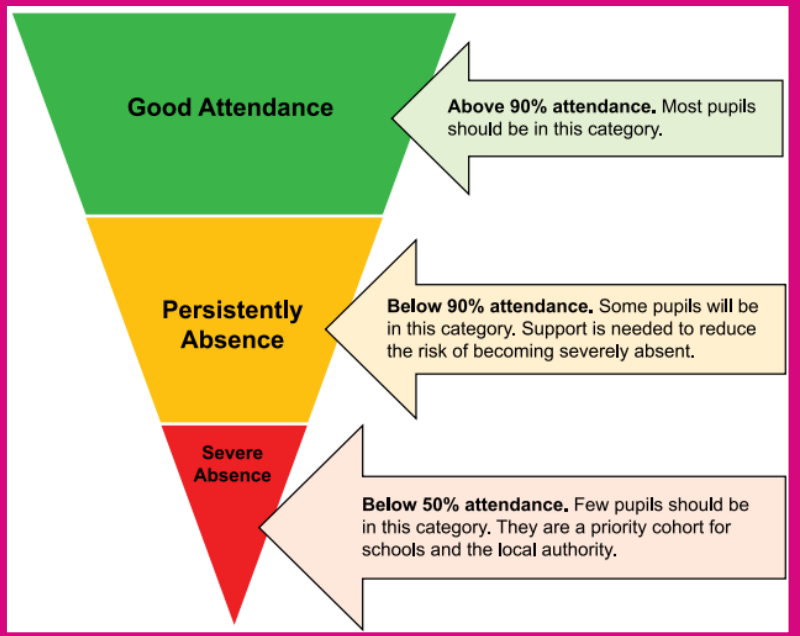 Good Attendance
Above 90% attendance. Most pupils
should be in this category.
Persistently
Absence
Below 90% attendance. Some pupils will be
in this category. Support is needed to reduce
the risk of becoming severely absent.
Severe
Absence
Below 50% attendance. Few pupils should be
in this category. They are a priority cohort for
schools and the local authority.